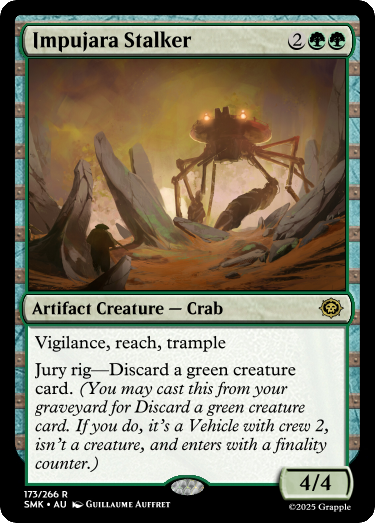 Impujara Stalker 2
Artifact Creature — Crab
Vigilance, reach, trample
Jury rig—Discard a green creature
card. (You may cast this from your
graveyard for Discard a green creature
card. If you do, it's a Vehicle with crew 2,
isn't a creature, and enters with a finality
counter.)
4/4
173/266 R
SMK • AU Guillaume Auffret
©2025 Grapple